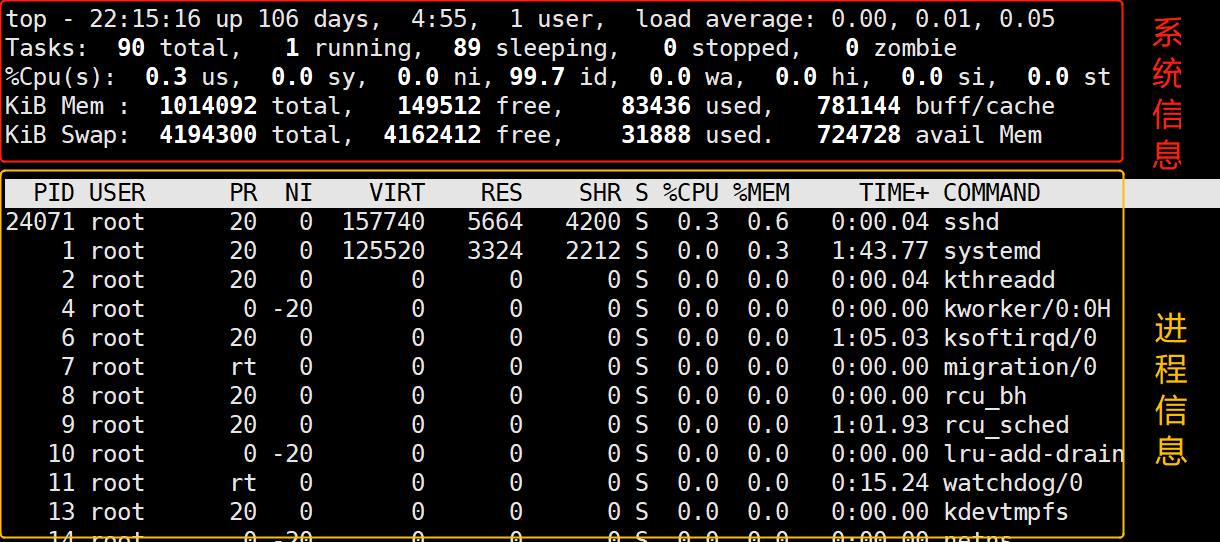 top - 22:15:16 up 106 days,  4:55,  1 user,  load average: 0.00, 0.01, 0.05
Tasks:  90 total,   1 running,  89 sleeping,   0 stopped,   0 zombie
%Cpu(s):  0.3 us,  0.0 sy,  0.0 ni, 99.7 id,  0.0 wa,  0.0 hi,  0.0 si,  0.0 st
KiB Mem :  1014092 total,   149512 free,    83436 used,   781144 buff/cache
KiB Swap:  4194300 total,  4162412 free,    31888 used.   724728 avail Mem
系统信息
PID USER      PR  NI    VIRT    RES    SHR S %CPU %MEM     TIME+ COMMAND
24071 root      20   0  157740   5664   4200 S  0.3  0.6   0:00.04 sshd
1 root      20   0  125520   3324   2212 S  0.0  0.3   1:43.77 systemd
2 root      20   0       0      0      0 S  0.0  0.0   0:00.04 kthreadd
4 root       0 -20       0      0      0 S  0.0  0.0   0:00.00 kworker/0:0H
6 root      20   0       0      0      0 S  0.0  0.0   1:05.03 ksoftirqd/0
7 root      rt   0       0      0      0 S  0.0  0.0   0:00.00 migration/0
8 root      20   0       0      0      0 S  0.0  0.0   0:00.00 rcu_bh
9 root      20   0       0      0      0 S  0.0  0.0   1:01.93 rcu_sched
10 root       0 -20       0      0      0 S  0.0  0.0   0:00.00 lru-add-drain
11 root      rt   0       0      0      0 S  0.0  0.0   0:15.24 watchdog/0
13 root      20   0       0      0      0 S  0.0  0.0   0:00.00 kdevtmpfs
14 root       0 -20       0      0      0 S  0.0  0.0   0:00.00 netns
进程信息